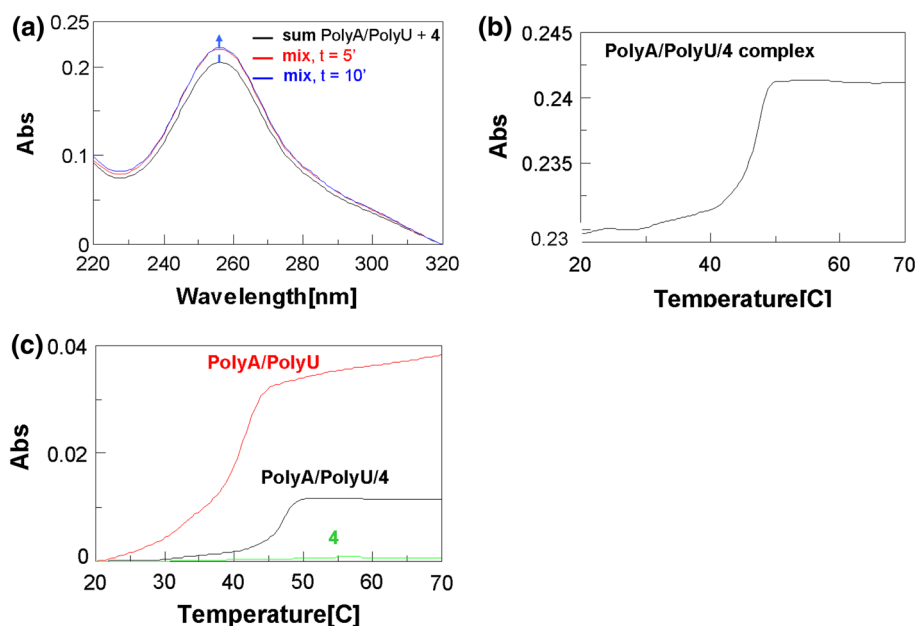 (a)
0.25
0.2
0.1
0
Abs
sum PolyA/PolyU + 4
mix, t = 5'
mix, t = 10'
220 240 260 280 300 320
Wavelength[nm]
(b)
0.245
0.24
0.235
0.23
Abs
PolyA/PolyU/4 complex
20 40 60 70
Temperature[C]
(c)
0.04
0.02
0
Abs
PolyA/PolyU
PolyA/PolyU/4
4
20 30 40 50 60 70
Temperature[C]